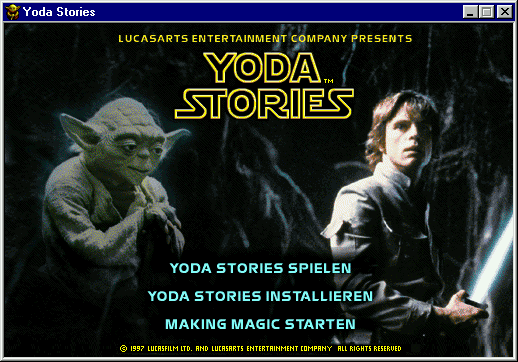 Yoda Stories
LUCASARTS ENTERTAINMENT COMPANY PRESENTS
YODA
STORIES™
YODA STORIES SPIELEN
YODA STORIES INSTALLIEREN
MAKING MAGIC STARTEN
© 1997 LUCASFILM LTD. AND LUCASARTS ENTERTAINMENT COMPANY ALL RIGHTS RESERVED